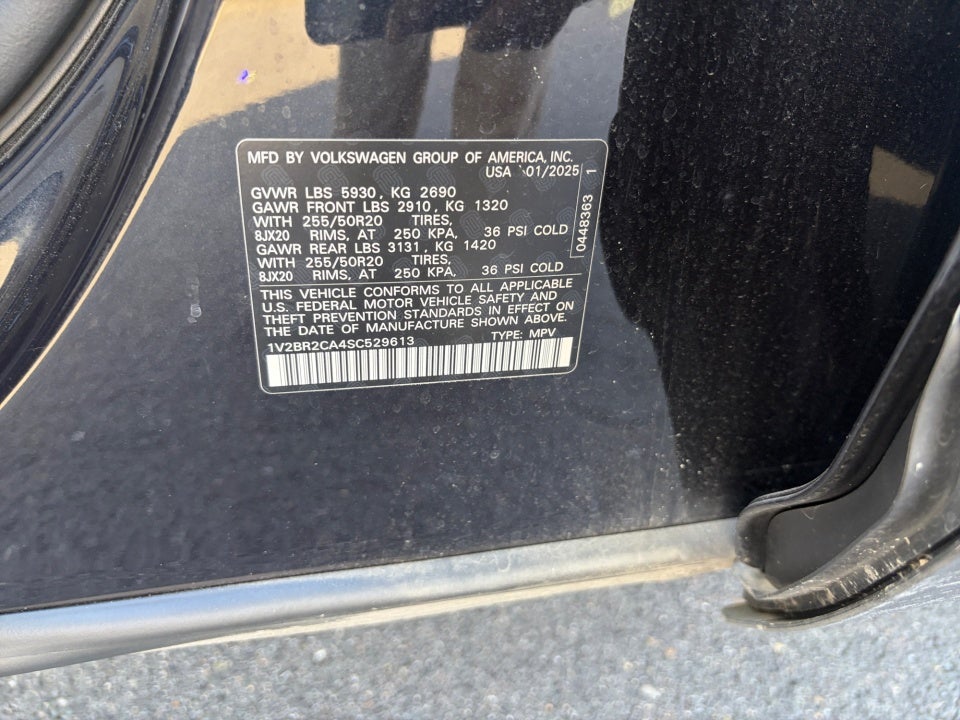 MFD BY VOLKSWAGEN GROUP OF AMERICA, INC.
USA 01/2025
GVWR LBS 5930, KG 2690
GAWR FRONT LBS 2910, KG 1320
WITH 255/50R20 TIRES,
8JX20 RIMS, AT 250 KPA, 36 PSI COLD
GAWR REAR LBS 3131, KG 1420
WITH 255/50R20 TIRES,
8JX20 RIMS, AT 250 KPA, 36 PSI COLD
0448363 1
THIS VEHICLE CONFORMS TO ALL APPLICABLE
U.S. FEDERAL MOTOR VEHICLE SAFETY AND
THEFT PREVENTION STANDARDS IN EFFECT ON
THE DATE OF MANUFACTURE SHOWN ABOVE.
1V2BR2CA4SC529613 TYPE: MPV